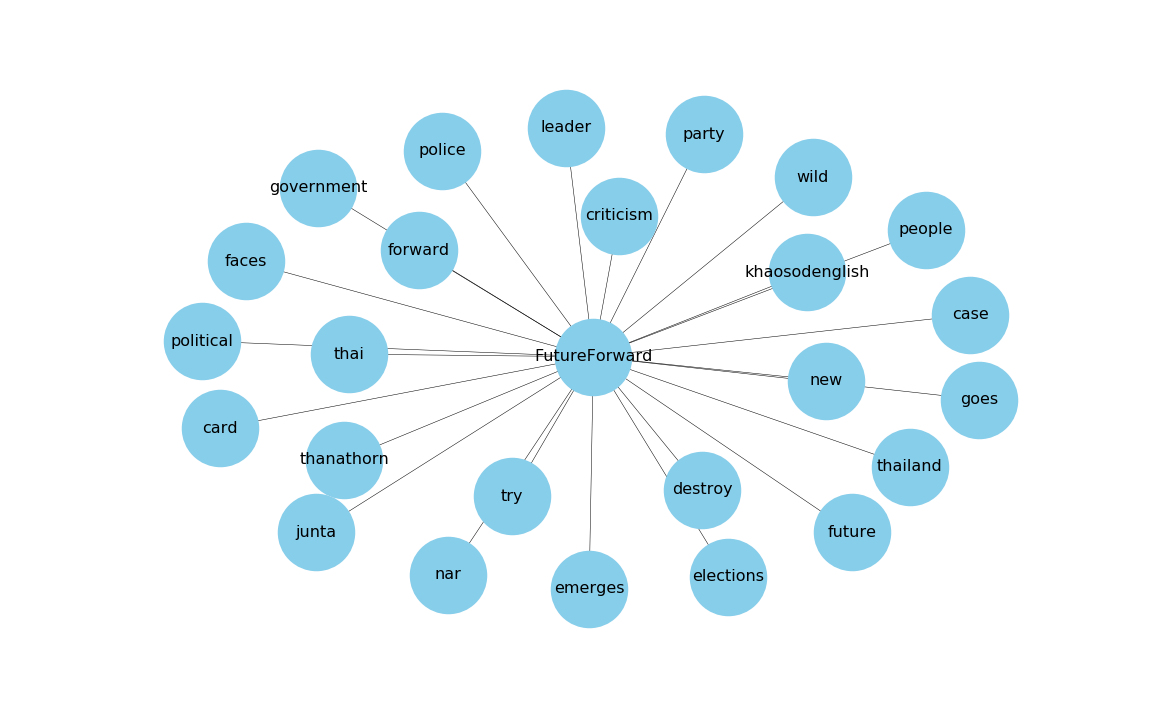 leader
party
police
wild
government
criticism
people
forward
faces
khaosodenglish
case
political
thai
FutureForward
new
goes
card
thanathorn
thailand
destroy
try
junta
future
nar
elections
emerges